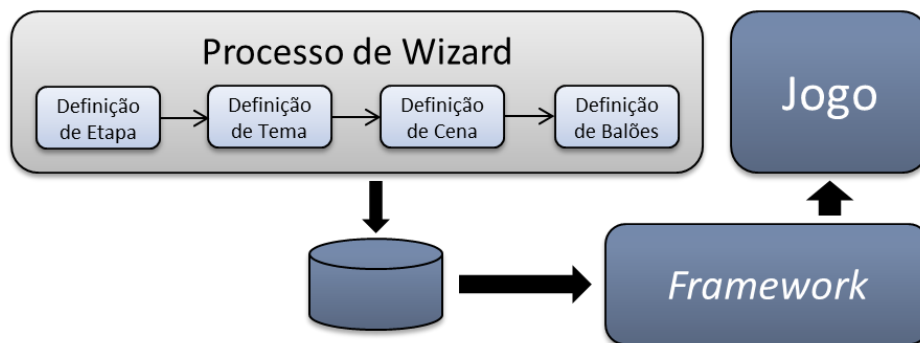 Processo de Wizard
Definição
de Etapa
Definição
de Tema
Definição
de Cena
Definição
de Balões
Jogo
Framework